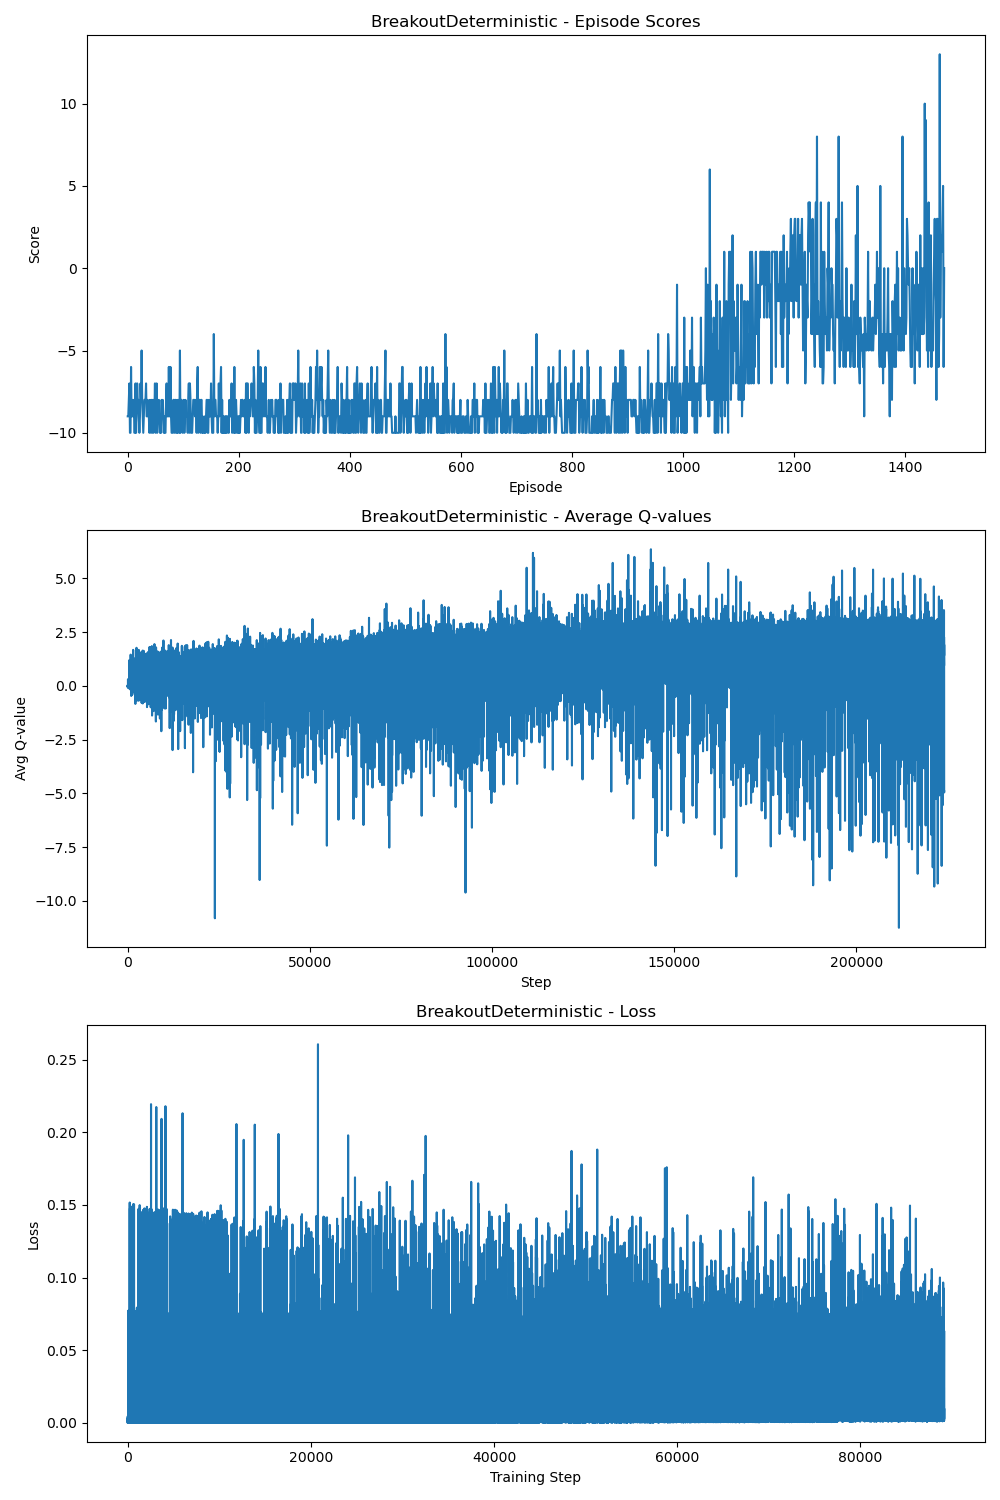 BreakoutDeterministic - Episode Scores
10
5
0
−5
−10
Score
0 200 400 600 800 1000 1200 1400
Episode
BreakoutDeterministic - Average Q-values
5.0
2.5
0.0
−2.5
−5.0
−7.5
−10.0
Avg Q-value
0 50000 100000 150000 200000
Step
BreakoutDeterministic - Loss
0.25
0.20
0.15
0.10
0.05
0.00
Loss
0 20000 40000 60000 80000
Training Step